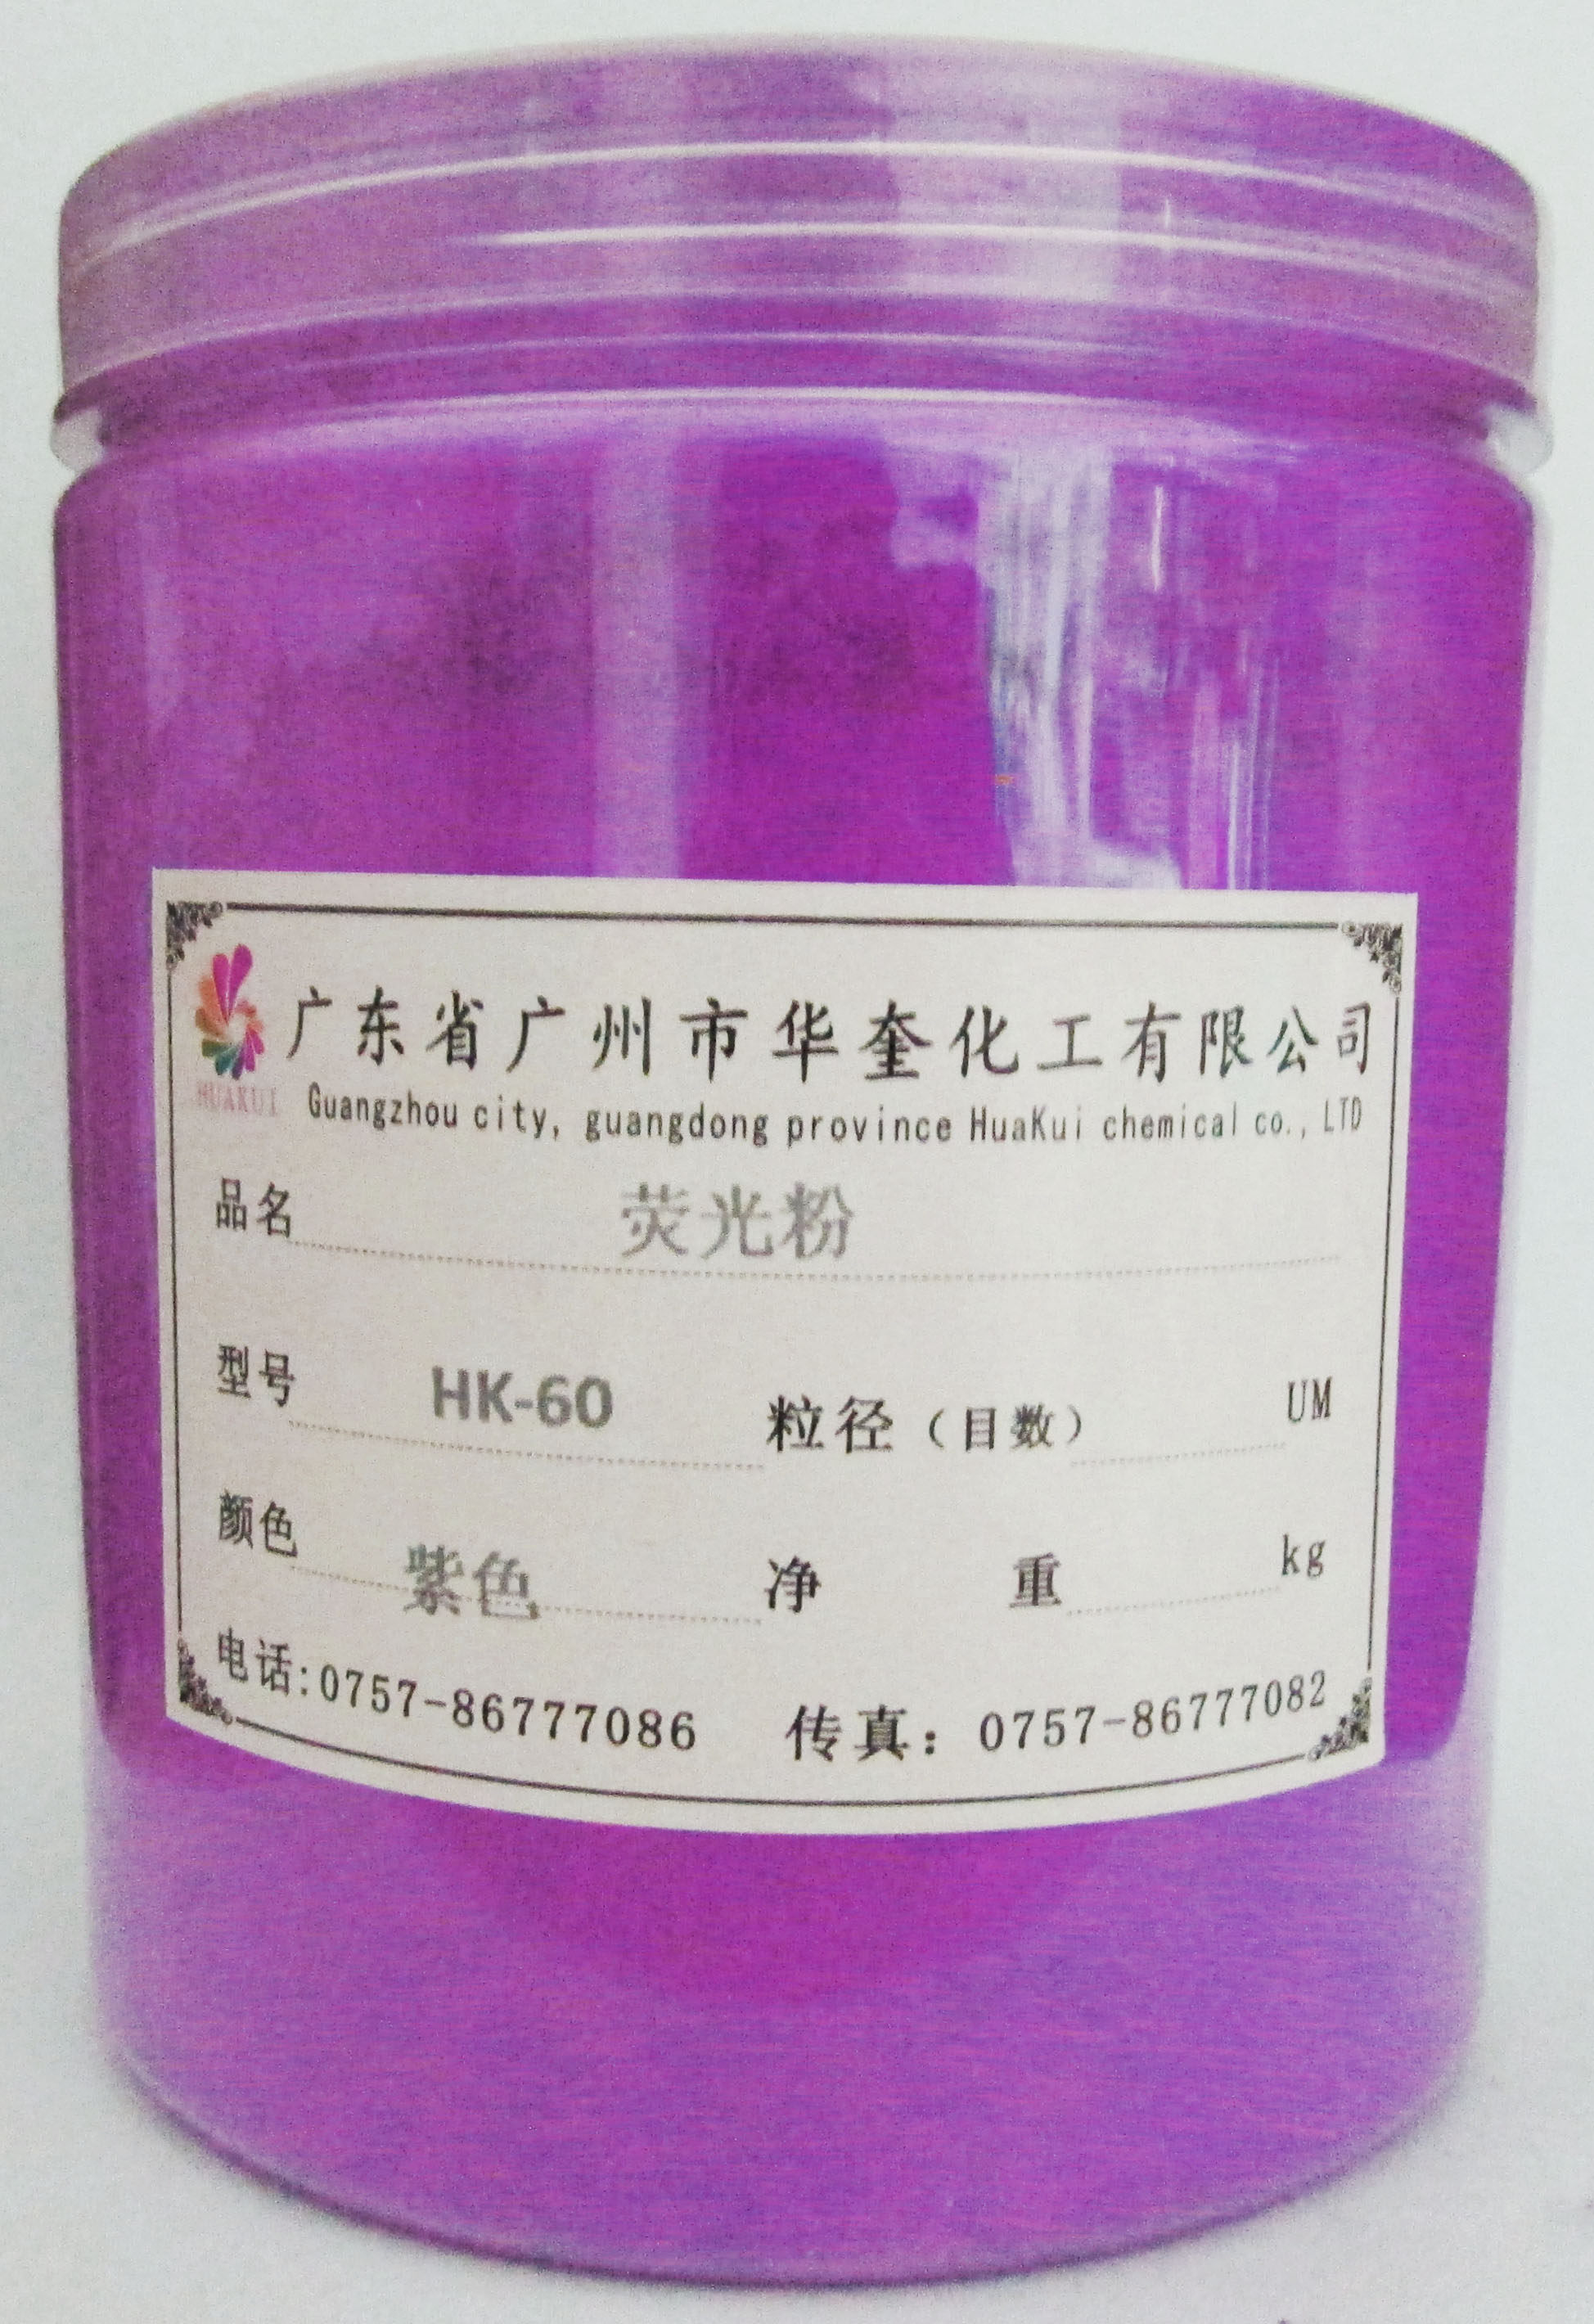 广东省广州市华奎化工有限公司
HUAKUI
Guangzhou city, guangdong province HuaKui chemical co., LTD
品名 荧光粉
型号 HK-60 粒径（目数） UM
颜色 紫色 净 重 kg
电话:0757-86777086 传真：0757-86777082